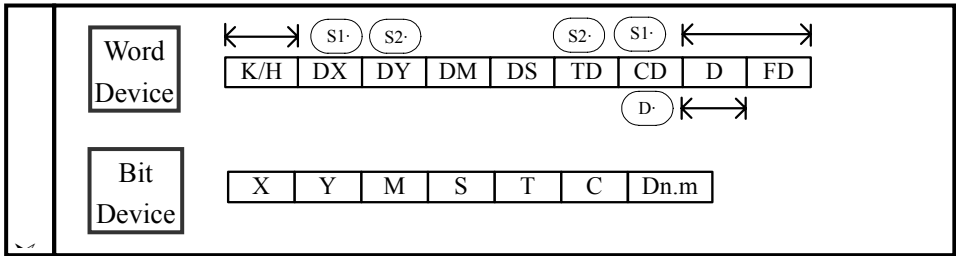 Word Device
S1· S2· S2· S1·
K/H DX DY DM DS TD CD D FD
D·
Bit Device
X Y M S T C Dn.m